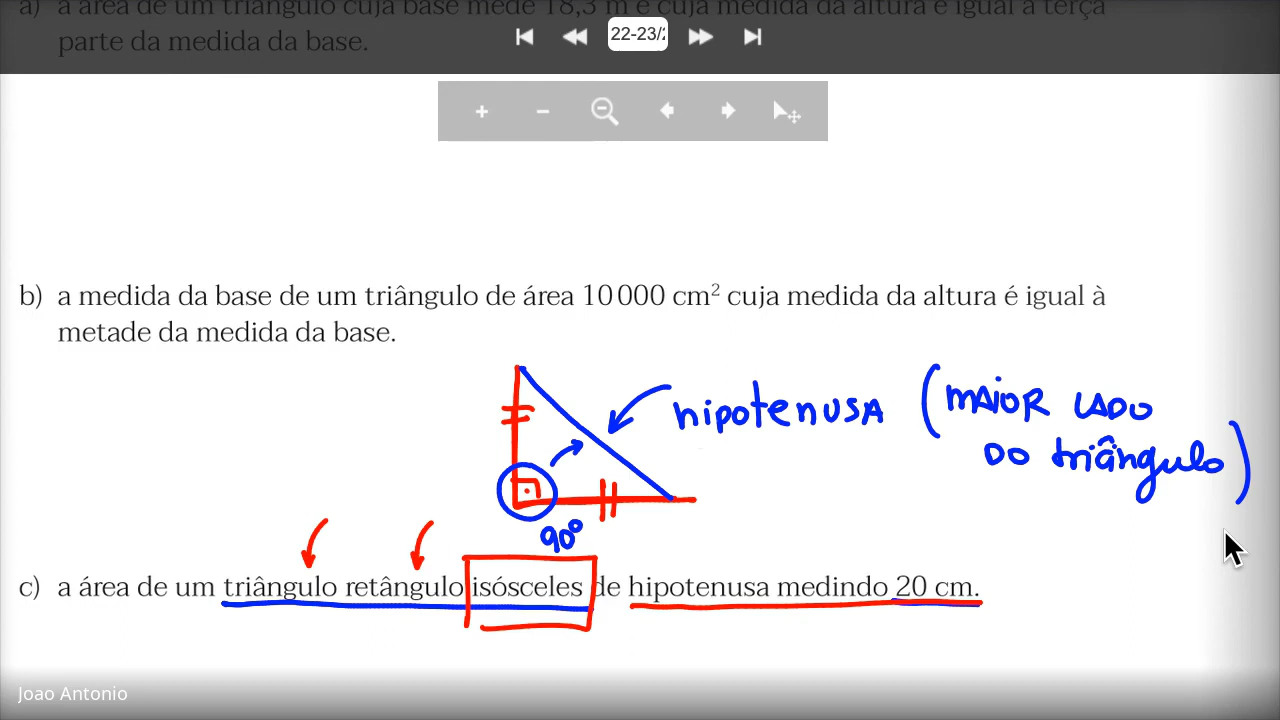 a) a área de um triângulo cuja base mede 18,3 m e cuja medida da altura é igual à terça
parte da medida da base.
22-23/2
b) a medida da base de um triângulo de área 10 000 cm² cuja medida da altura é igual à
metade da medida da base.
hipotenusA (MAIOR LADO
DO triângulo)
90°
c) a área de um triângulo retângulo isósceles de hipotenusa medindo 20 cm.
Joao Antonio